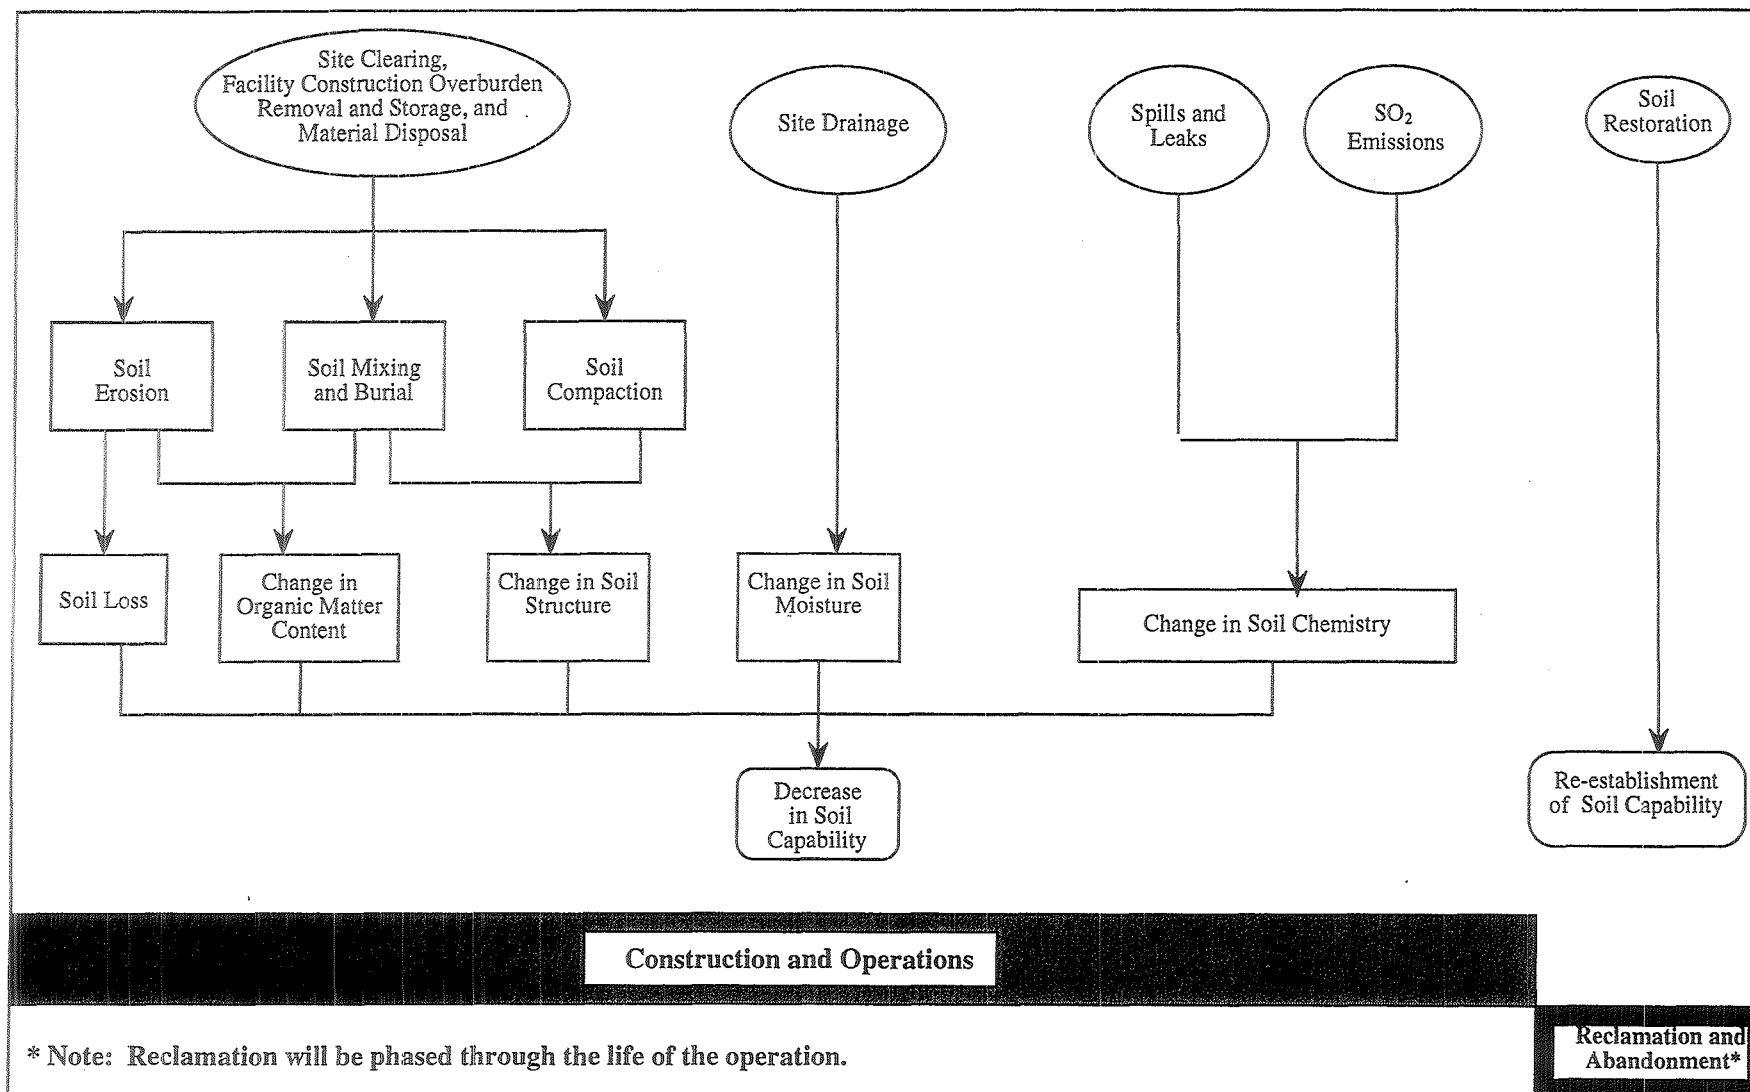 Site Clearing,
Facility Construction Overburden
Removal and Storage, and
Material Disposal
Site Drainage
Spills and
Leaks
SO₂
Emissions
Soil
Restoration
Soil
Erosion
Soil Mixing
and Burial
Soil
Compaction
Soil Loss
Change in
Organic Matter
Content
Change in Soil
Structure
Change in Soil
Moisture
Change in Soil Chemistry
Decrease
in Soil
Capability
Re-establishment
of Soil Capability
Construction and Operations
* Note: Reclamation will be phased through the life of the operation.
Reclamation and
Abandonment*